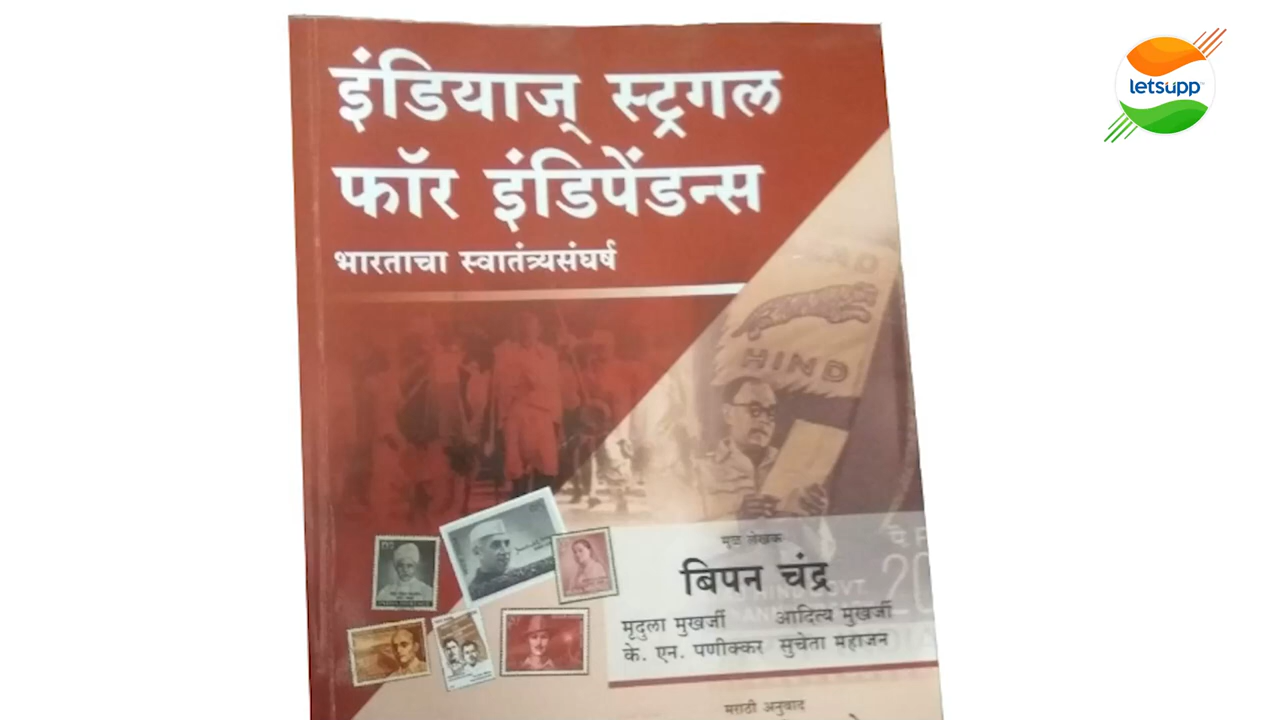 इंडियाज् स्ट्रगल
फॉर इंडिपेंडन्स
भारताचा स्वातंत्र्यसंघर्ष
HIND
मूळ लेखक
बिपन चंद्र
मृदुला मुखर्जी आदित्य मुखर्जी
के. एन. पणीक्कर सुचेता महाजन
मराठी अनुवाद
letsupp